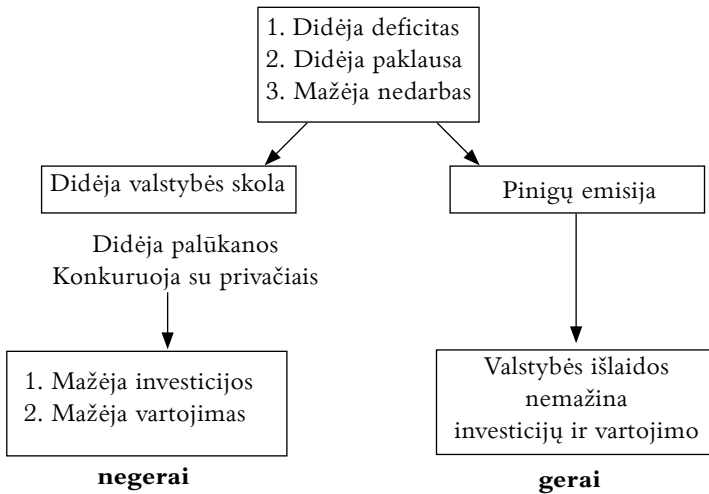 1. Didėja deficitas
2. Didėja paklausa
3. Mažėja nedarbas
Didėja valstybės skola
Pinigų emisija
Didėja palūkanos
Konkuruoja su privačiais
1. Mažėja investicijos
2. Mažėja vartojimas
Valstybės išlaidos
nemažina
investicijų ir vartojimo
negerai
gerai